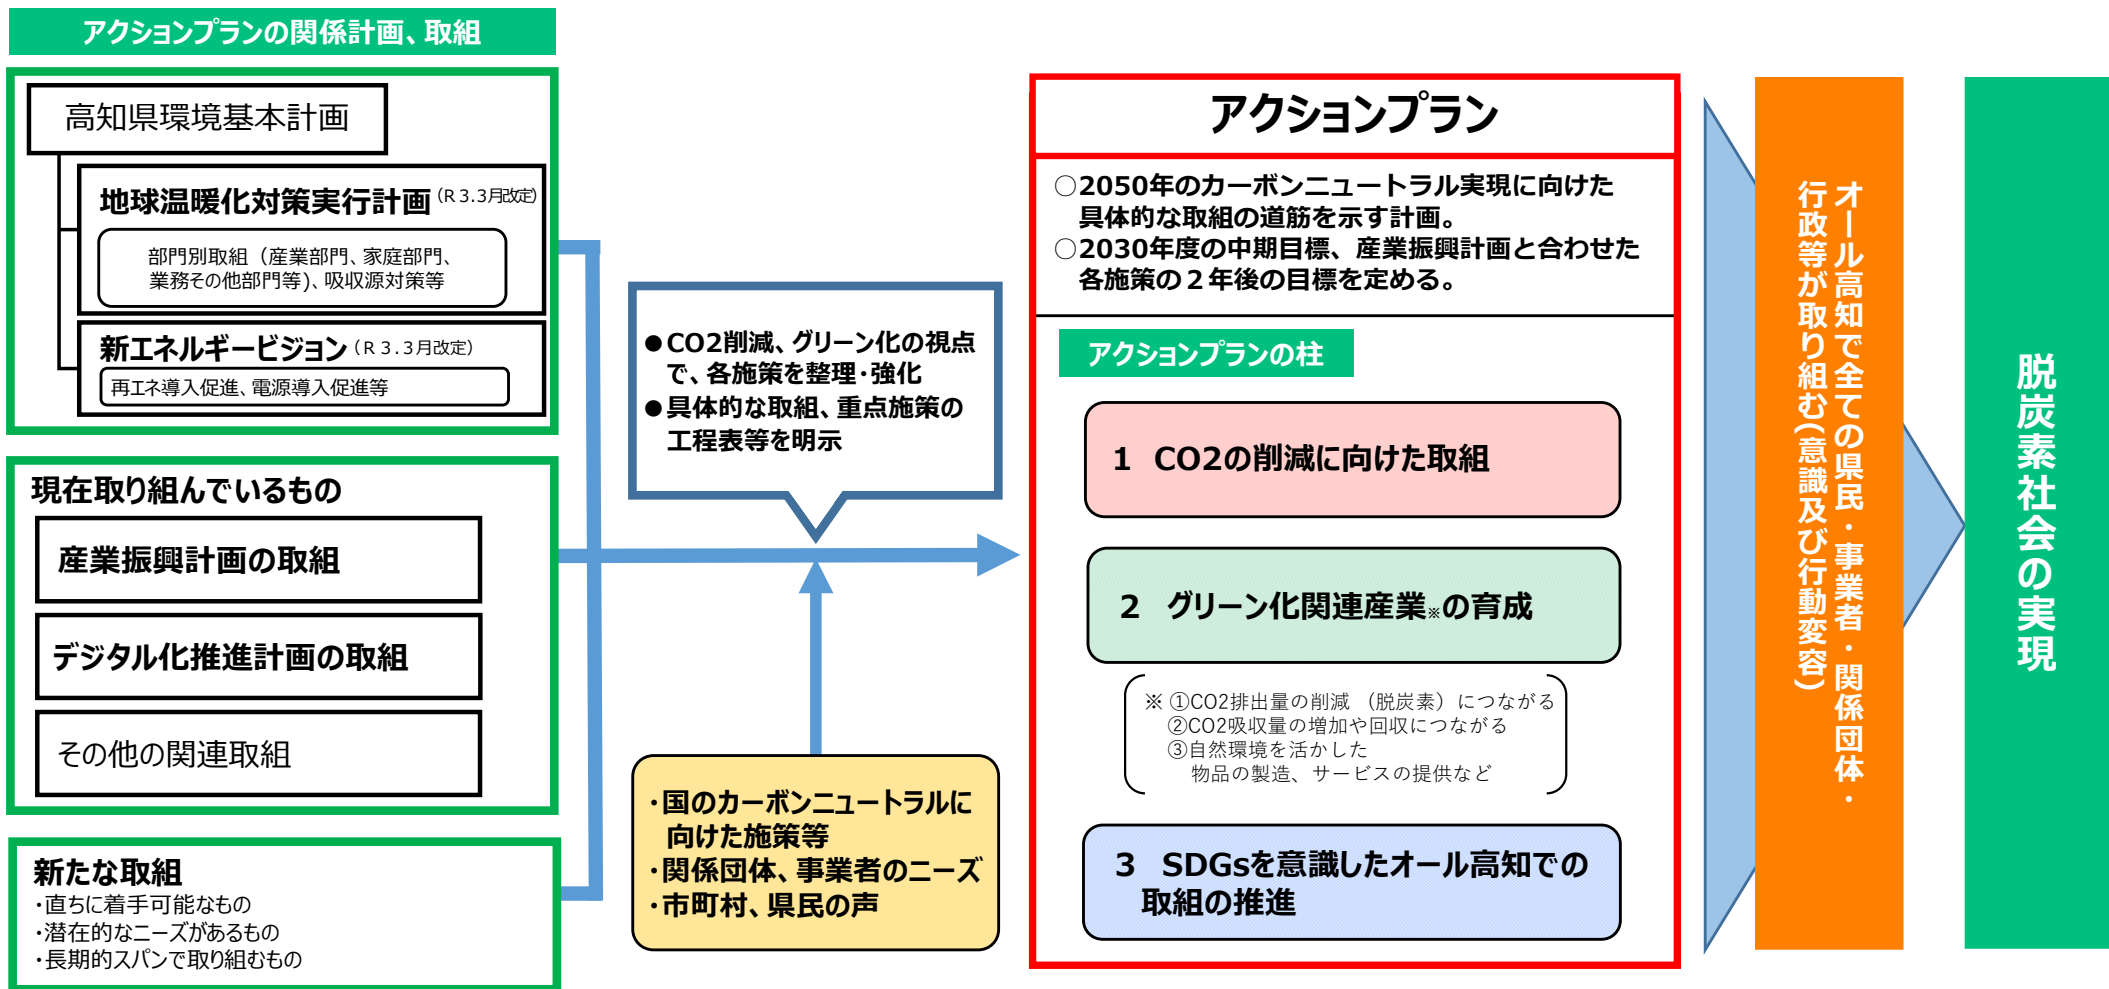 アクションプランの関係計画、取組
高知県環境基本計画
地球温暖化対策実行計画（R３.3月改定）
部門別取組（産業部門、家庭部門、
業務その他部門等)、吸収源対策等
新エネルギービジョン（R３.３月改定）
再エネ導入促進、電源導入促進等
現在取り組んでいるもの
産業振興計画の取組
デジタル化推進計画の取組
その他の関連取組
新たな取組
・直ちに着手可能なもの
・潜在的なニーズがあるもの
・長期的スパンで取り組むもの
●CO2削減、グリーン化の視点
で、各施策を整理・強化
●具体的な取組、重点施策の
工程表等を明示
・国のカーボンニュートラルに
向けた施策等
・関係団体、事業者のニーズ
・市町村、県民の声
アクションプラン
○2050年のカーボンニュートラル実現に向けた
具体的な取組の道筋を示す計画。
○2030年度の中期目標、産業振興計画と合わせた
各施策の２年後の目標を定める。
アクションプランの柱
1 CO2の削減に向けた取組
2 グリーン化関連産業※の育成
※ ①CO2排出量の削減 （脱炭素）につながる
②CO2吸収量の増加や回収につながる
③自然環境を活かした
物品の製造、サービスの提供など
3 SDGsを意識したオール高知での
取組の推進
オール高知で全ての県民・事業者・関係団体・
行政等が取り組む(意識及び行動変容)
脱炭素社会の実現